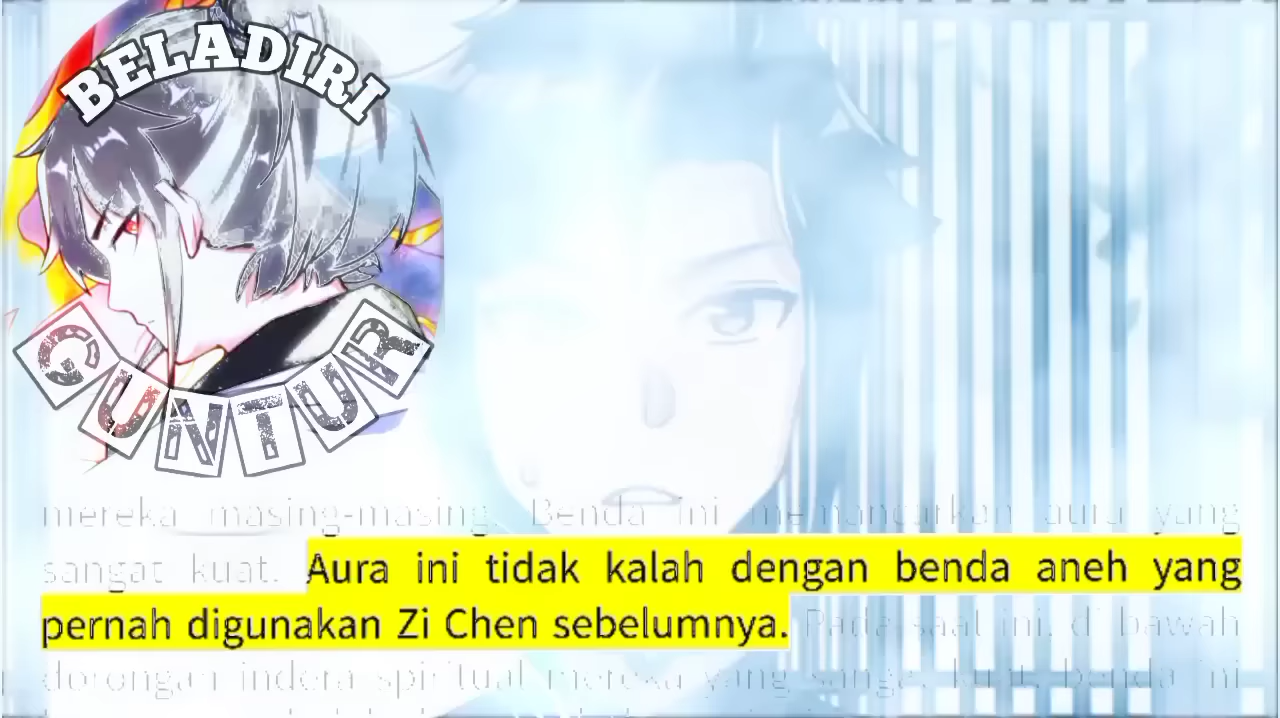 BELADIRI
GUNTUR
mereka masing-masing. Benda ini memancarkan aura yang
sangat kuat. Aura ini tidak kalah dengan benda aneh yang
pernah digunakan Zi Chen sebelumnya. Pada saat ini, di bawah
dorongan indera spiritual mereka yang sangat kuat, benda ini